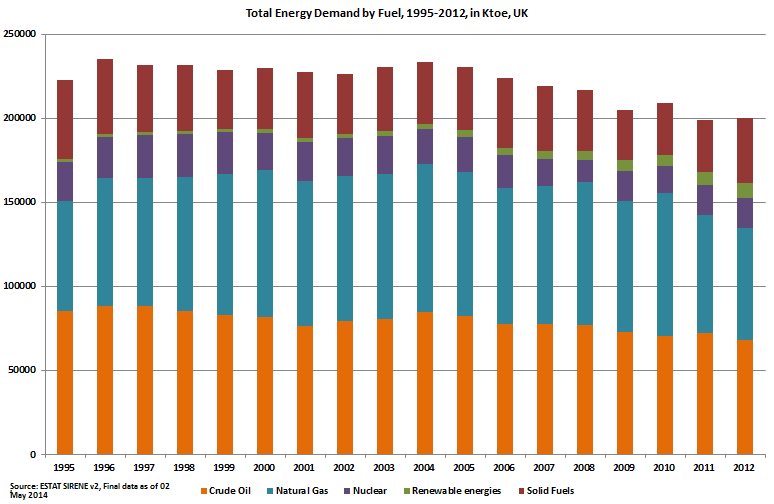 Total Energy Demand by Fuel, 1995-2012, in Ktoe, UK
250000
200000
150000
100000
50000
0
1995 1996 1997 1998 1999 2000 2001 2002 2003 2004 2005 2006 2007 2008 2009 2010 2011 2012
Source: ESTAT SIRENE v2, Final data as of 02
May 2014
Crude Oil Natural Gas Nuclear Renewable energies Solid Fuels